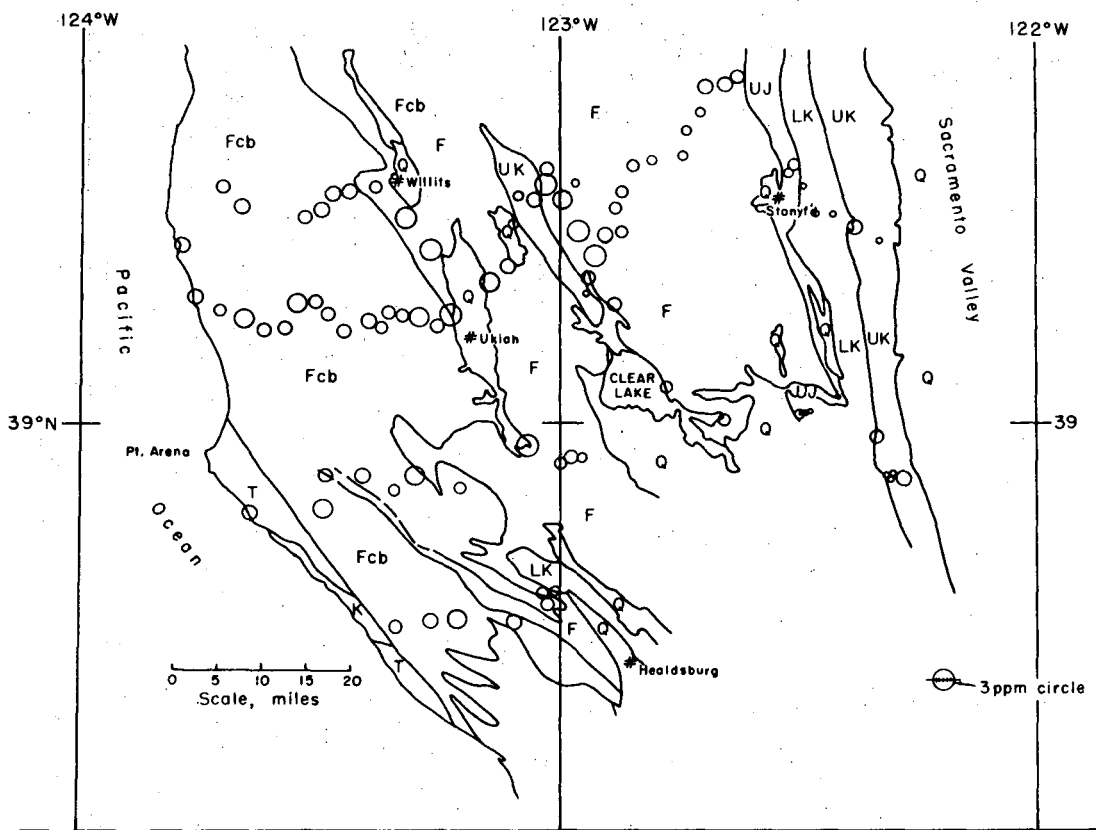 124°W
123°W
122°W
Fcb
Fcb
F
F
UJ
LK
UK
Q
Willits
UK
Q
Q
Stonyf'd
Sacramento Valley
Q
Pacific
Q
Ukiah
F
Q
LK
UK
Fcb
F
CLEAR LAKE
Q
UJ
Q
39°N
39
Pt. Arena
Q
Q
T
Ocean
F
Fcb
LK
K
Q
F
Q
T
Healdsburg
0 5 10 15 20
Scale, miles
3ppm circle